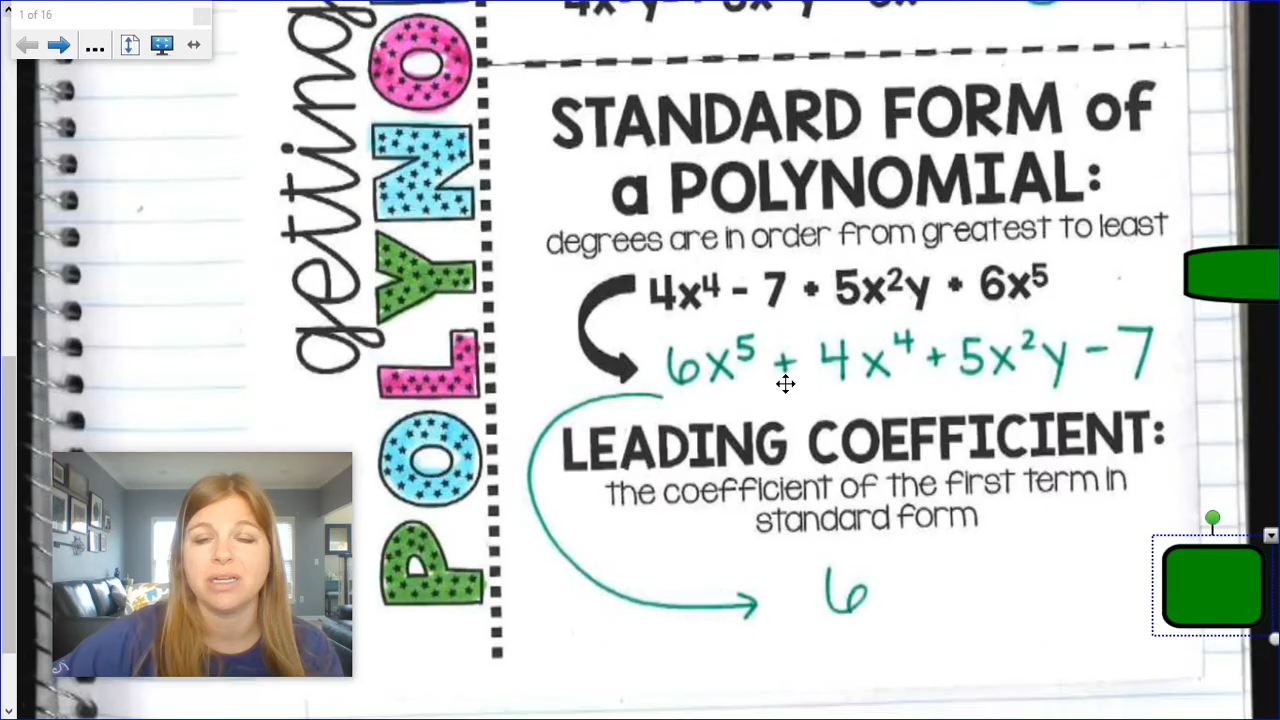 1 of 16
getting
POLYNO
STANDARD FORM of
a POLYNOMIAL:
degrees are in order from greatest to least
4x⁴ - 7 + 5x²y + 6x⁵
6x⁵ + 4x⁴ + 5x²y - 7
LEADING COEFFICIENT:
the coefficient of the first term in
standard form
6